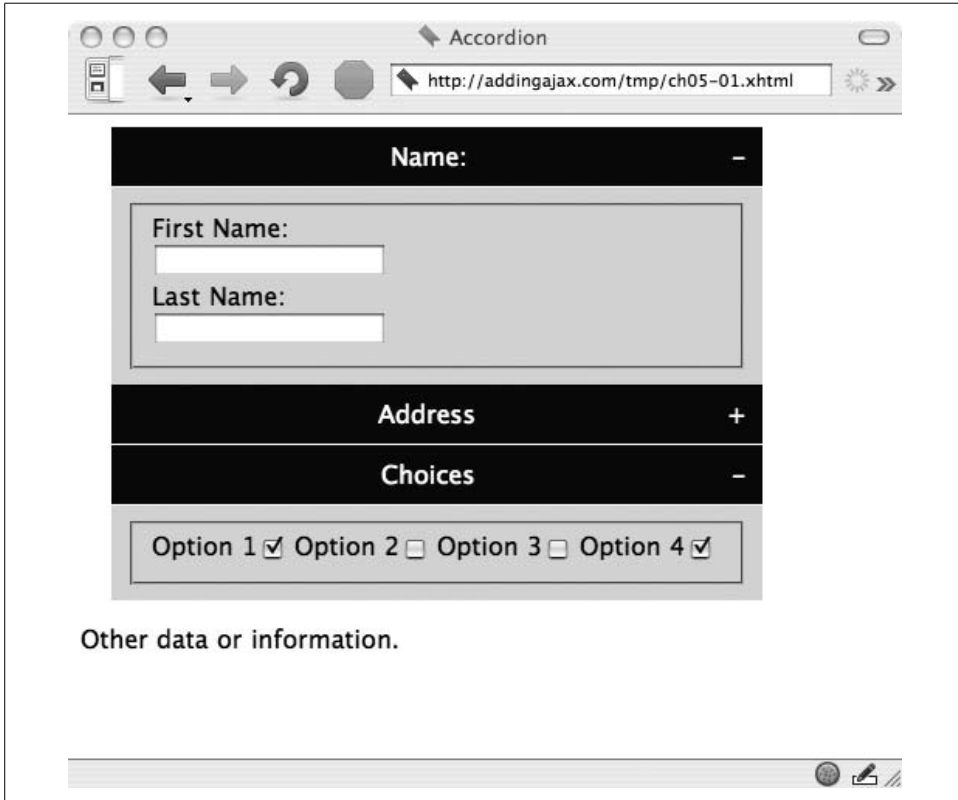 Accordion
http://addingajax.com/tmp/ch05-01.xhtml
Name: –
First Name:
Last Name:
Address +
Choices –
Option 1 Option 2 Option 3 Option 4
Other data or information.